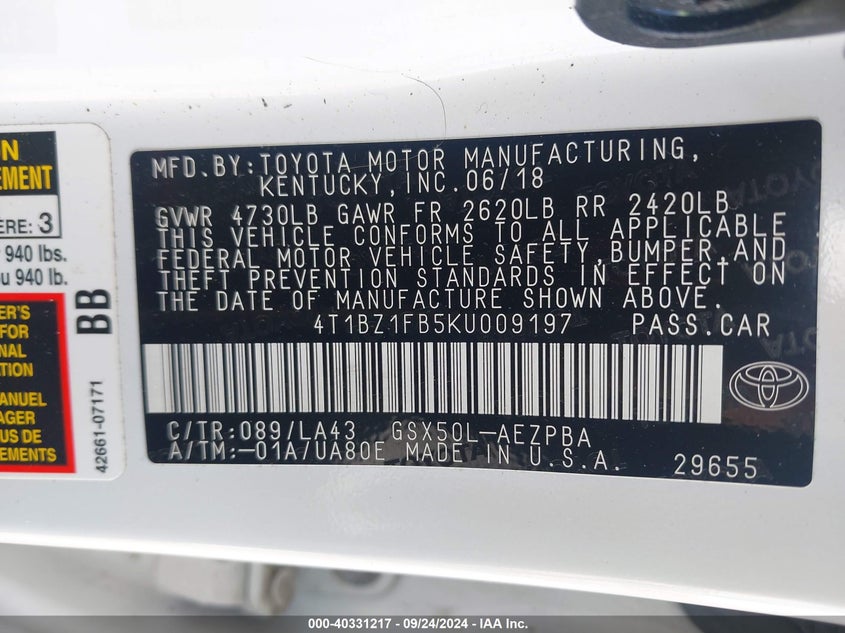 N
EMENT
ÈRE: 3
940 lbs.
u 940 lb.
ER'S
FOR
NAL
ATION
MANUEL
AGER
US DE
EMENTS
BB
42661-07171
MFD.BY:TOYOTA MOTOR MANUFACTURING,
KENTUCKY,INC.06/18
GVWR 4730LB GAWR FR 2620LB RR 2420LB
THIS VEHICLE CONFORMS TO ALL APPLICABLE
FEDERAL MOTOR VEHICLE SAFETY,BUMPER,AND
THEFT PREVENTION STANDARDS IN EFFECT ON
THE DATE OF MANUFACTURE SHOWN ABOVE.
4T1BZ1FB5KU009197 PASS.CAR
C/TR:089/LA43 GSX50L-AEZPBA
A/TM:-01A/UA80E MADE IN U.S.A. 29655
000-40331217 - 09/24/2024 - IAA Inc.